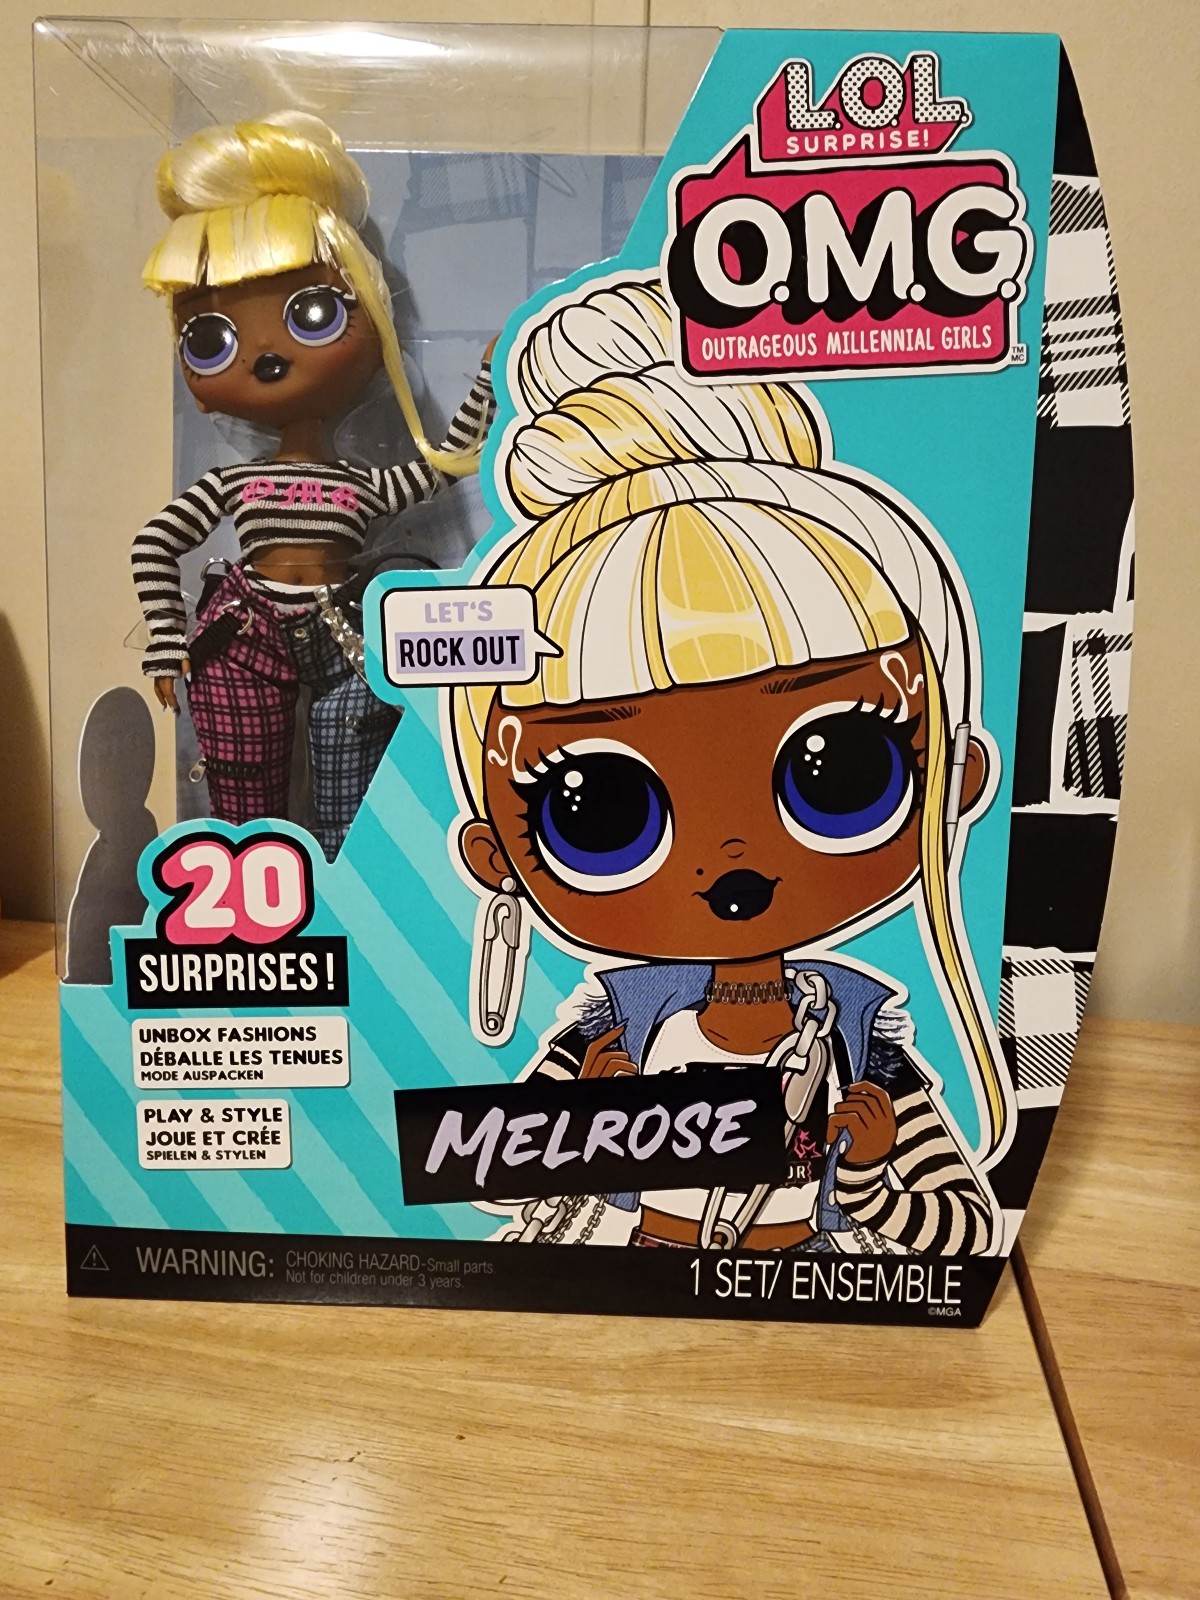 L.O.L.
SURPRISE!
O.M.G.
OUTRAGEOUS MILLENNIAL GIRLS
TM
MC
OMG
LET'S
ROCK OUT
20
SURPRISES!
UNBOX FASHIONS
DÉBALLE LES TENUES
MODE AUSPACKEN
PLAY & STYLE
JOUE ET CRÉE
SPIELEN & STYLEN
MELROSE
WARNING: CHOKING HAZARD-Small parts.
Not for children under 3 years.
1 SET/ ENSEMBLE
©MGA